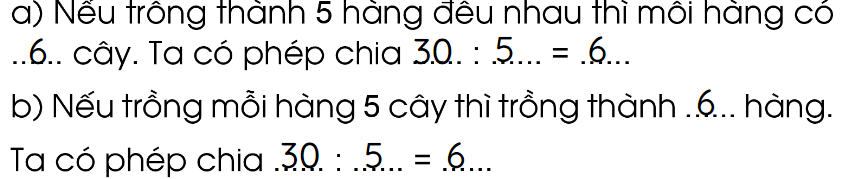 a) Nếu trồng thành 5 hàng đều nhau thì mỗi hàng có
..6.. cây. Ta có phép chia 30 : 5 = 6
b) Nếu trồng mỗi hàng 5 cây thì trồng thành ..6... hàng.
Ta có phép chia 30 : 5 = 6